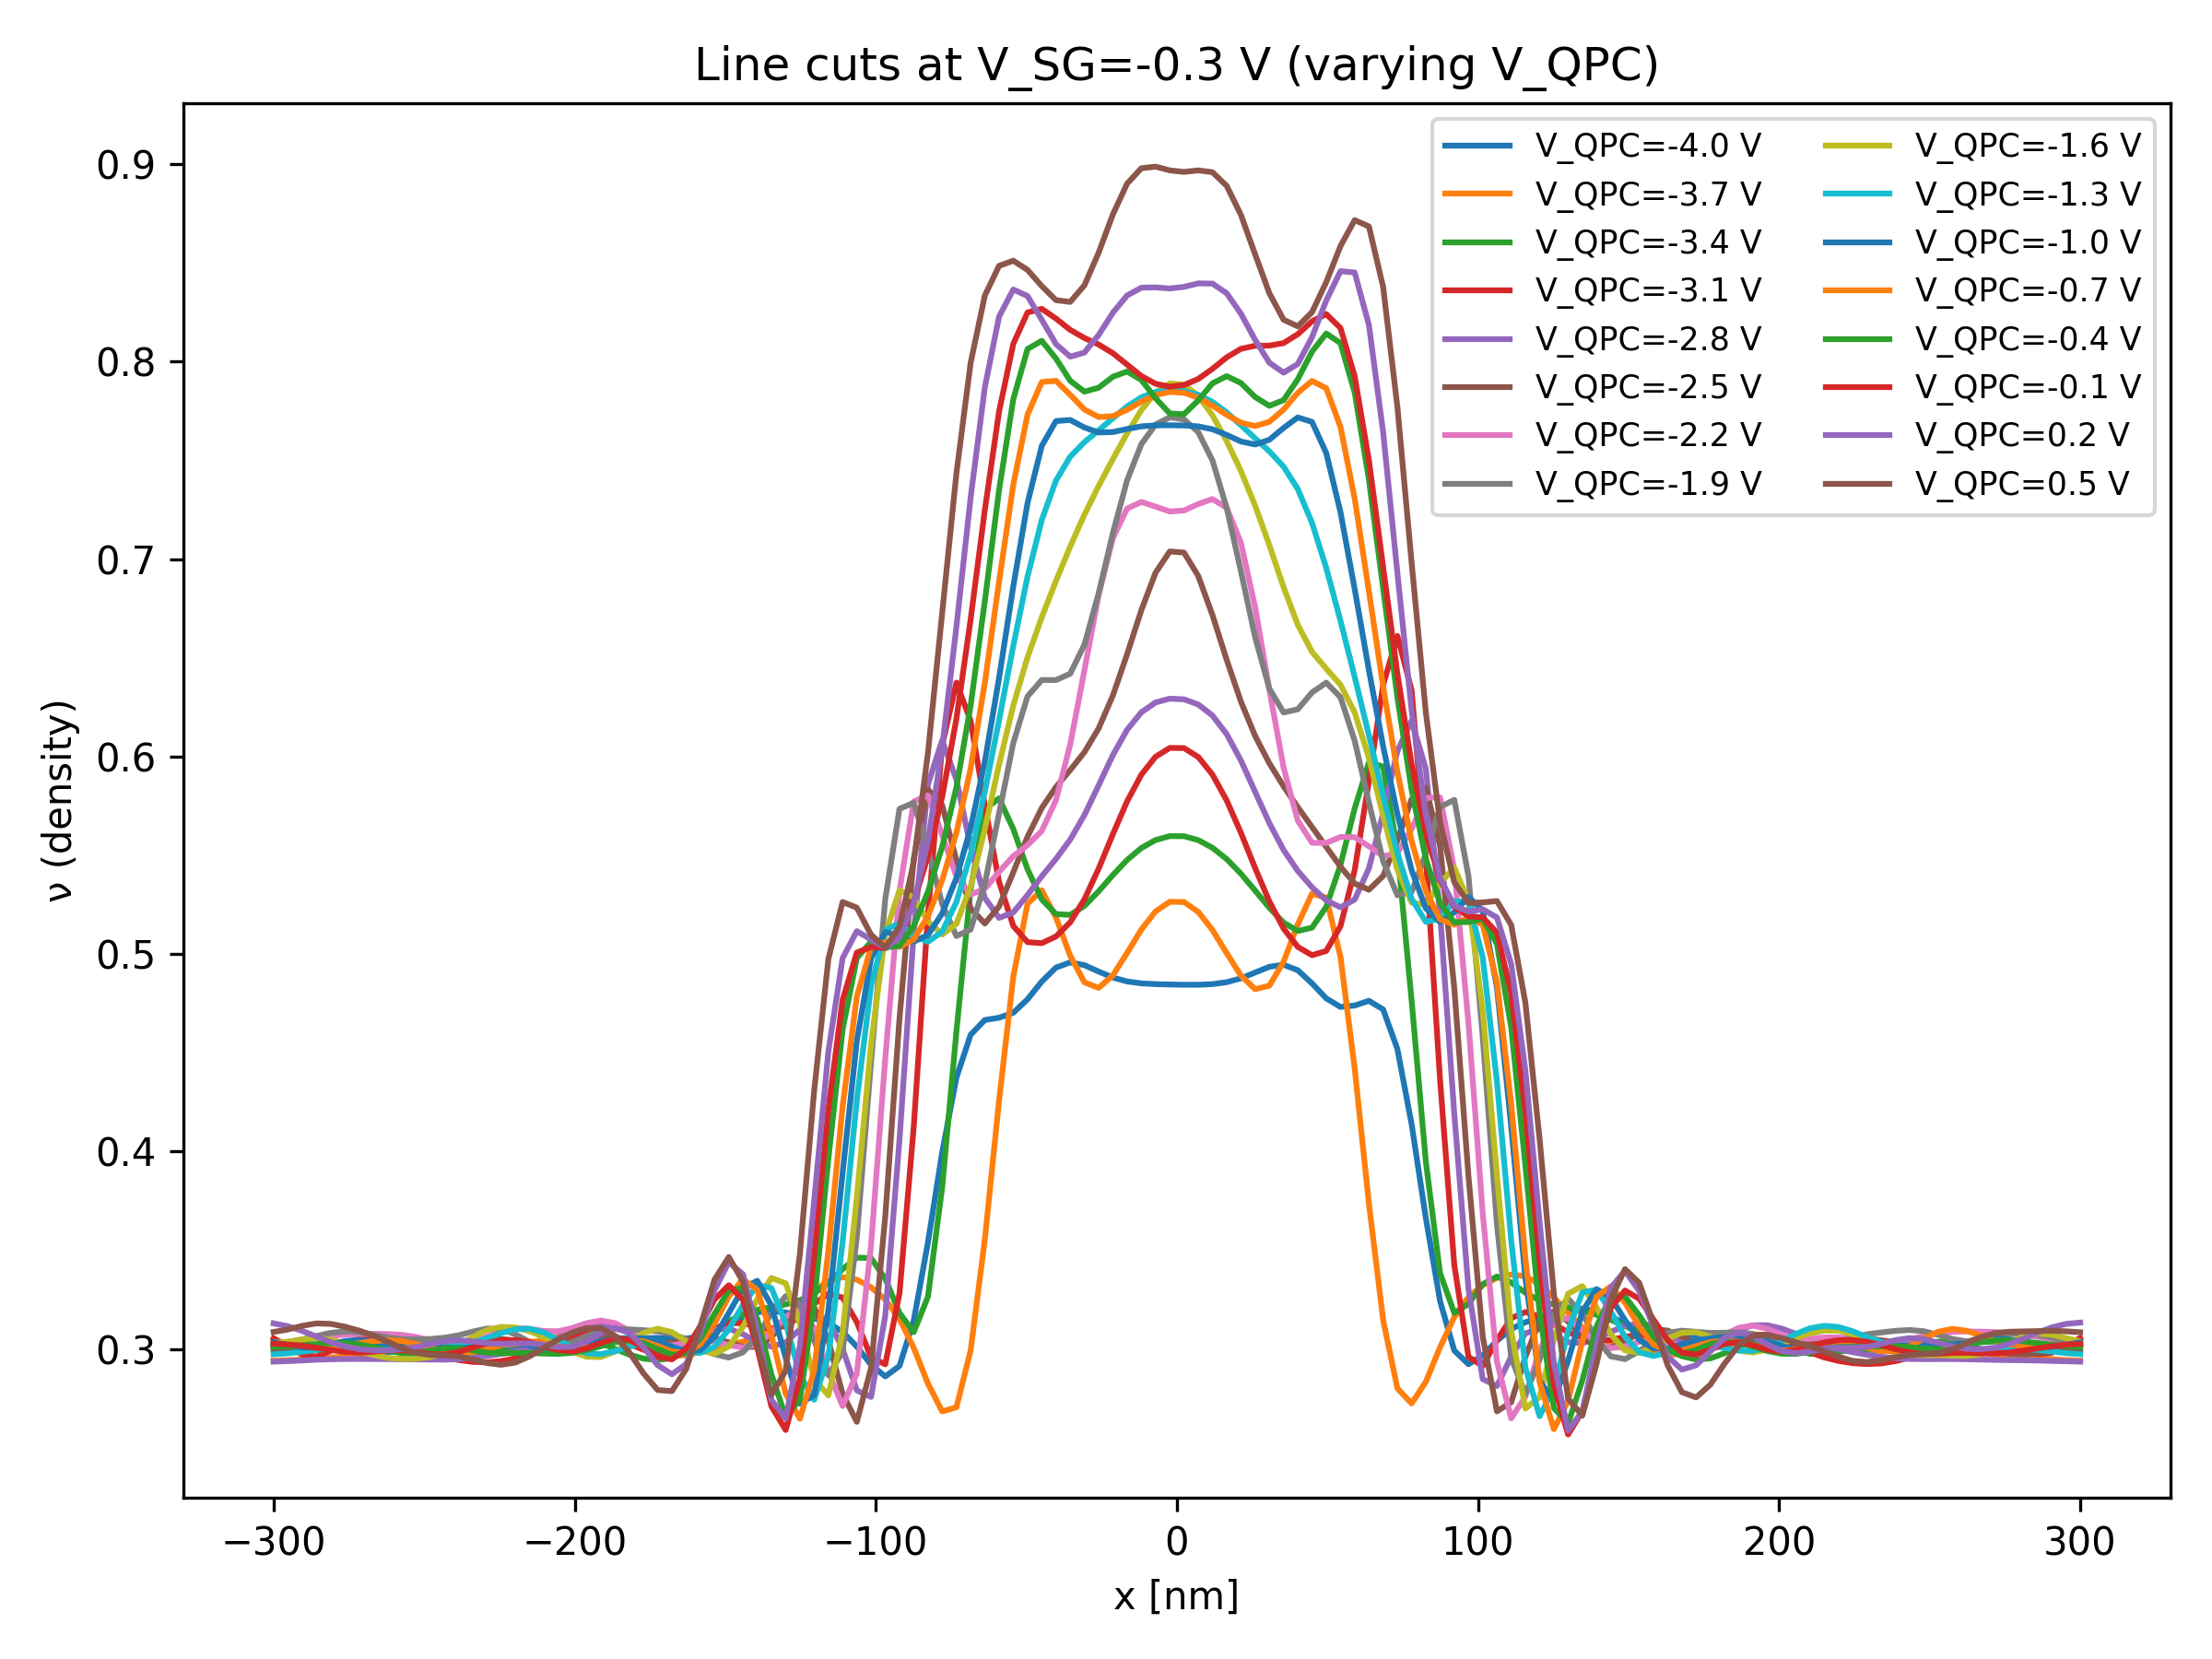 Line cuts at V_SG=-0.3 V (varying V_QPC)
V_QPC=-4.0 V
V_QPC=-3.7 V
V_QPC=-3.4 V
V_QPC=-3.1 V
V_QPC=-2.8 V
V_QPC=-2.5 V
V_QPC=-2.2 V
V_QPC=-1.9 V
V_QPC=-1.6 V
V_QPC=-1.3 V
V_QPC=-1.0 V
V_QPC=-0.7 V
V_QPC=-0.4 V
V_QPC=-0.1 V
V_QPC=0.2 V
V_QPC=0.5 V
ν (density)
0.9
0.8
0.7
0.6
0.5
0.4
0.3
−300
−200
−100
0
100
200
300
x [nm]